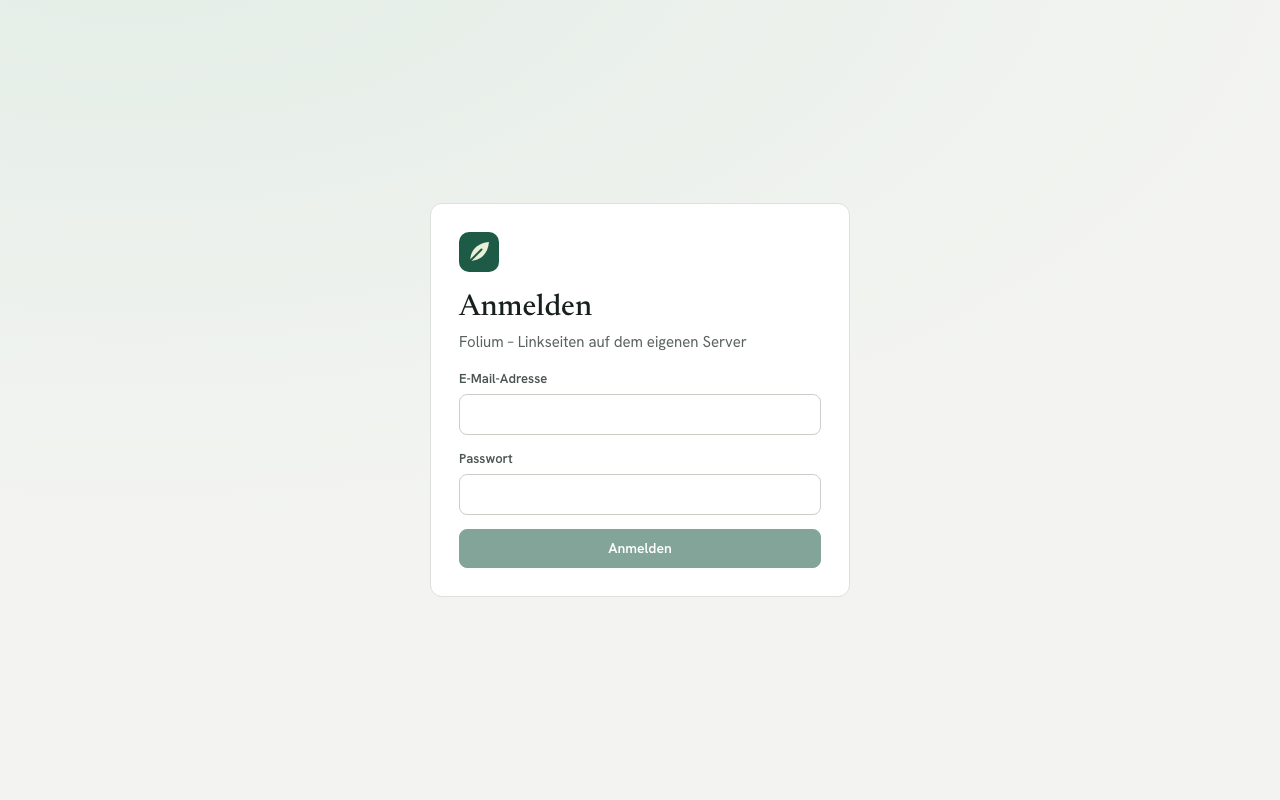 Anmelden
Folium – Linkseiten auf dem eigenen Server
E-Mail-Adresse
Passwort
Anmelden